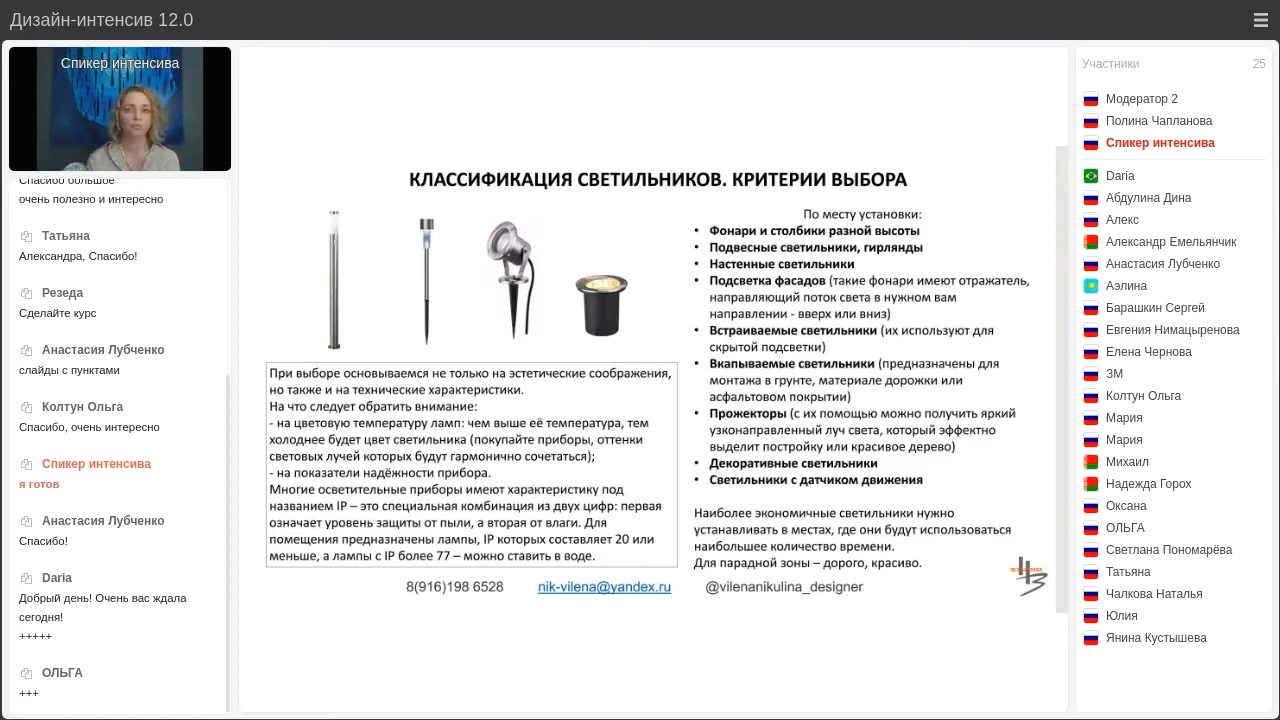 Дизайн-интенсив 12.0
Спикер интенсива
Спасибо большое
очень полезно и интересно
Татьяна
Александра, Спасибо!
Резеда
Сделайте курс
Анастасия Лубченко
слайды с пунктами
Колтун Ольга
Спасибо, очень интересно
Спикер интенсива
я готов
Анастасия Лубченко
Спасибо!
Daria
Добрый день! Очень вас ждала
сегодня!
+++++
ОЛЬГА
+++
КЛАССИФИКАЦИЯ СВЕТИЛЬНИКОВ. КРИТЕРИИ ВЫБОРА
При выборе основываемся не только на эстетические соображения,
но также и на технические характеристики.
На что следует обратить внимание:
- на цветовую температуру ламп: чем выше её температура, тем
холоднее будет цвет светильника (покупайте приборы, оттенки
световых лучей которых будут гармонично сочетаться);
- на показатели надёжности прибора.
Многие осветительные приборы имеют характеристику под
названием IP – это специальная комбинация из двух цифр: первая
означает уровень защиты от пыли, а вторая от влаги. Для
помещения предназначены лампы, IP которых составляет 20 или
меньше, а лампы с IP более 77 – можно ставить в воде.
По месту установки:
• Фонари и столбики разной высоты
• Подвесные светильники, гирлянды
• Настенные светильники
• Подсветка фасадов (такие фонари имеют отражатель,
направляющий поток света в нужном вам
направлении - вверх или вниз)
• Встраиваемые светильники (их используют для
скрытой подсветки)
• Вкапываемые светильники (предназначены для
монтажа в грунте, материале дорожки или
асфальтовом покрытии)
• Прожекторы (с их помощью можно получить яркий
узконаправленный луч света, который эффектно
выделит постройку или красивое дерево)
• Декоративные светильники
• Светильники с датчиком движения
Наиболее экономичные светильники нужно
устанавливать в местах, где они будут использоваться
наибольшее количество времени.
Для парадной зоны – дорого, красиво.
8(916)198 6528 nik-vilena@yandex.ru @vilenanikulina_designer
Участники 25
Модератор 2
Полина Чапланова
Спикер интенсива
Daria
Абдулина Дина
Алекс
Александр Емельянчик
Анастасия Лубченко
Аэлина
Барашкин Сергей
Евгения Нимацыренова
Елена Чернова
ЗМ
Колтун Ольга
Мария
Мария
Михаил
Надежда Горох
Оксана
ОЛЬГА
Светлана Пономарёва
Татьяна
Чалкова Наталья
Юлия
Янина Кустышева